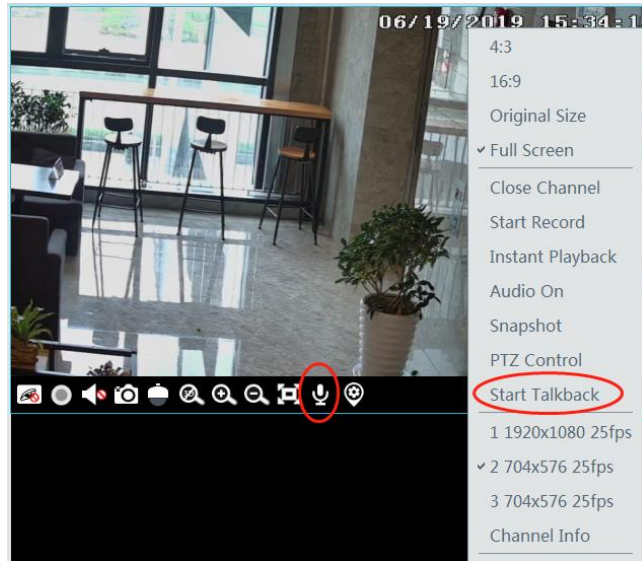 06/19/2019 15:34:1
4:3
16:9
Original Size
Full Screen
Close Channel
Start Record
Instant Playback
Audio On
Snapshot
PTZ Control
Start Talkback
1 1920x1080 25fps
2 704x576 25fps
3 704x576 25fps
Channel Info